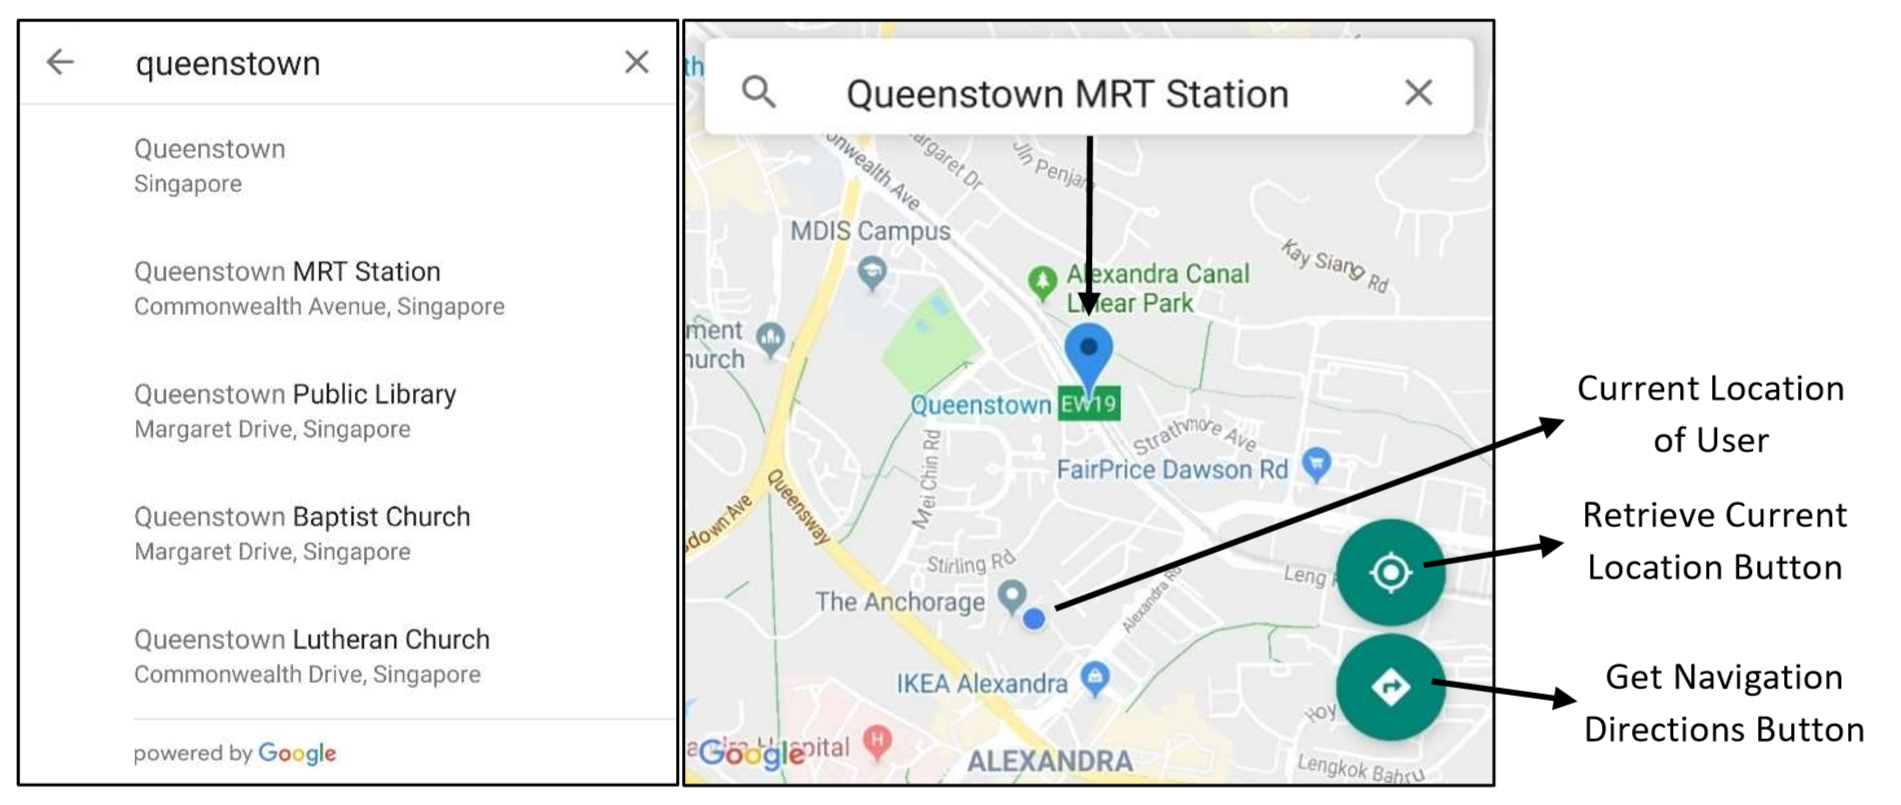 queenstown
Queenstown
Singapore
Queenstown MRT Station
Commonwealth Avenue, Singapore
Queenstown Public Library
Margaret Drive, Singapore
Queenstown Baptist Church
Margaret Drive, Singapore
Queenstown Lutheran Church
Commonwealth Drive, Singapore
powered by Google
th
Queenstown MRT Station
onwealth Ave
argaret Dr
Jln Penjar
MDIS Campus
Kay Siang Rd
Alexandra Canal
Linear Park
ment
hurch
Queenstown EW19
Strathmore Ave
Mei Chin Rd
FairPrice Dawson Rd
Queensway
sdown Ave
Stirling Rd
Leng
The Anchorage
Alexandra Rd
IKEA Alexandra
Hoy
Hospital
H
Google
ALEXANDRA
Lengkok Bahru
Current Location
of User
Retrieve Current
Location Button
Get Navigation
Directions Button